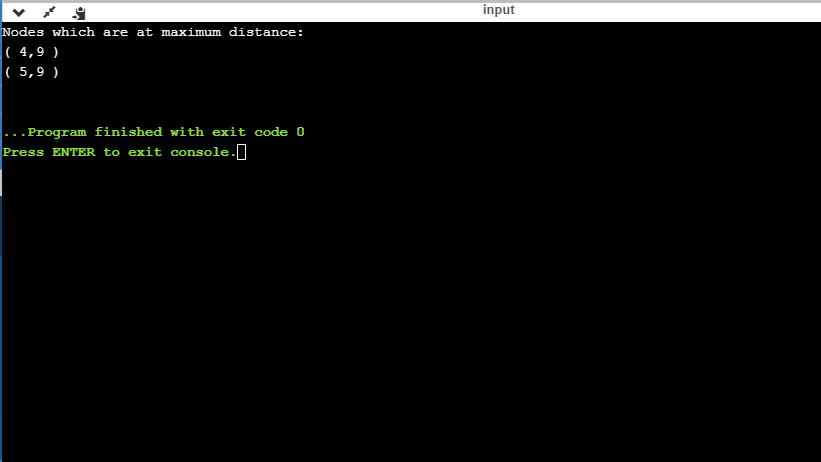 input
Nodes which are at maximum distance:
( 4,9 )
( 5,9 )
...Program finished with exit code 0
Press ENTER to exit console.